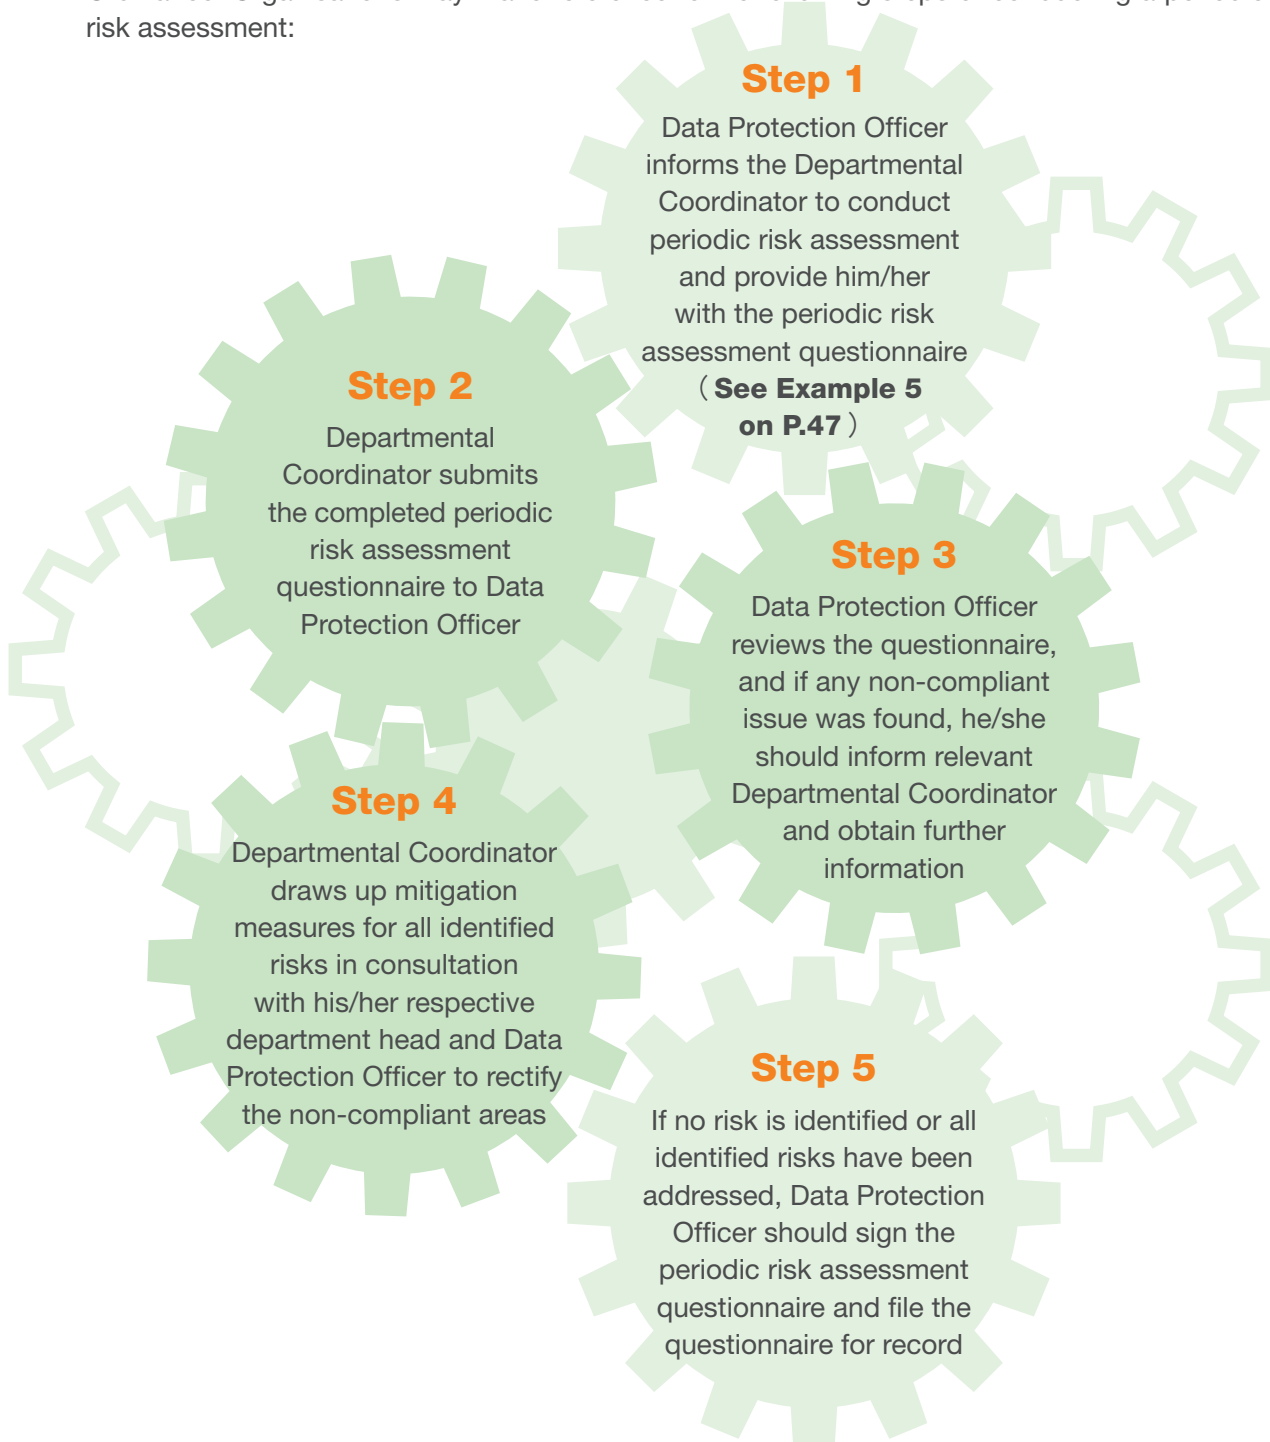 risk assessment:
Step 1
Data Protection Officer
informs the Departmental
Coordinator to conduct
periodic risk assessment
and provide him/her
with the periodic risk
assessment questionnaire
（See Example 5
on P.47）
Step 2
Departmental
Coordinator submits
the completed periodic
risk assessment
questionnaire to Data
Protection Officer
Step 3
Data Protection Officer
reviews the questionnaire,
and if any non-compliant
issue was found, he/she
should inform relevant
Departmental Coordinator
and obtain further
information
Step 4
Departmental Coordinator
draws up mitigation
measures for all identified
risks in consultation
with his/her respective
department head and Data
Protection Officer to rectify
the non-compliant areas
Step 5
If no risk is identified or all
identified risks have been
addressed, Data Protection
Officer should sign the
periodic risk assessment
questionnaire and file the
questionnaire for record